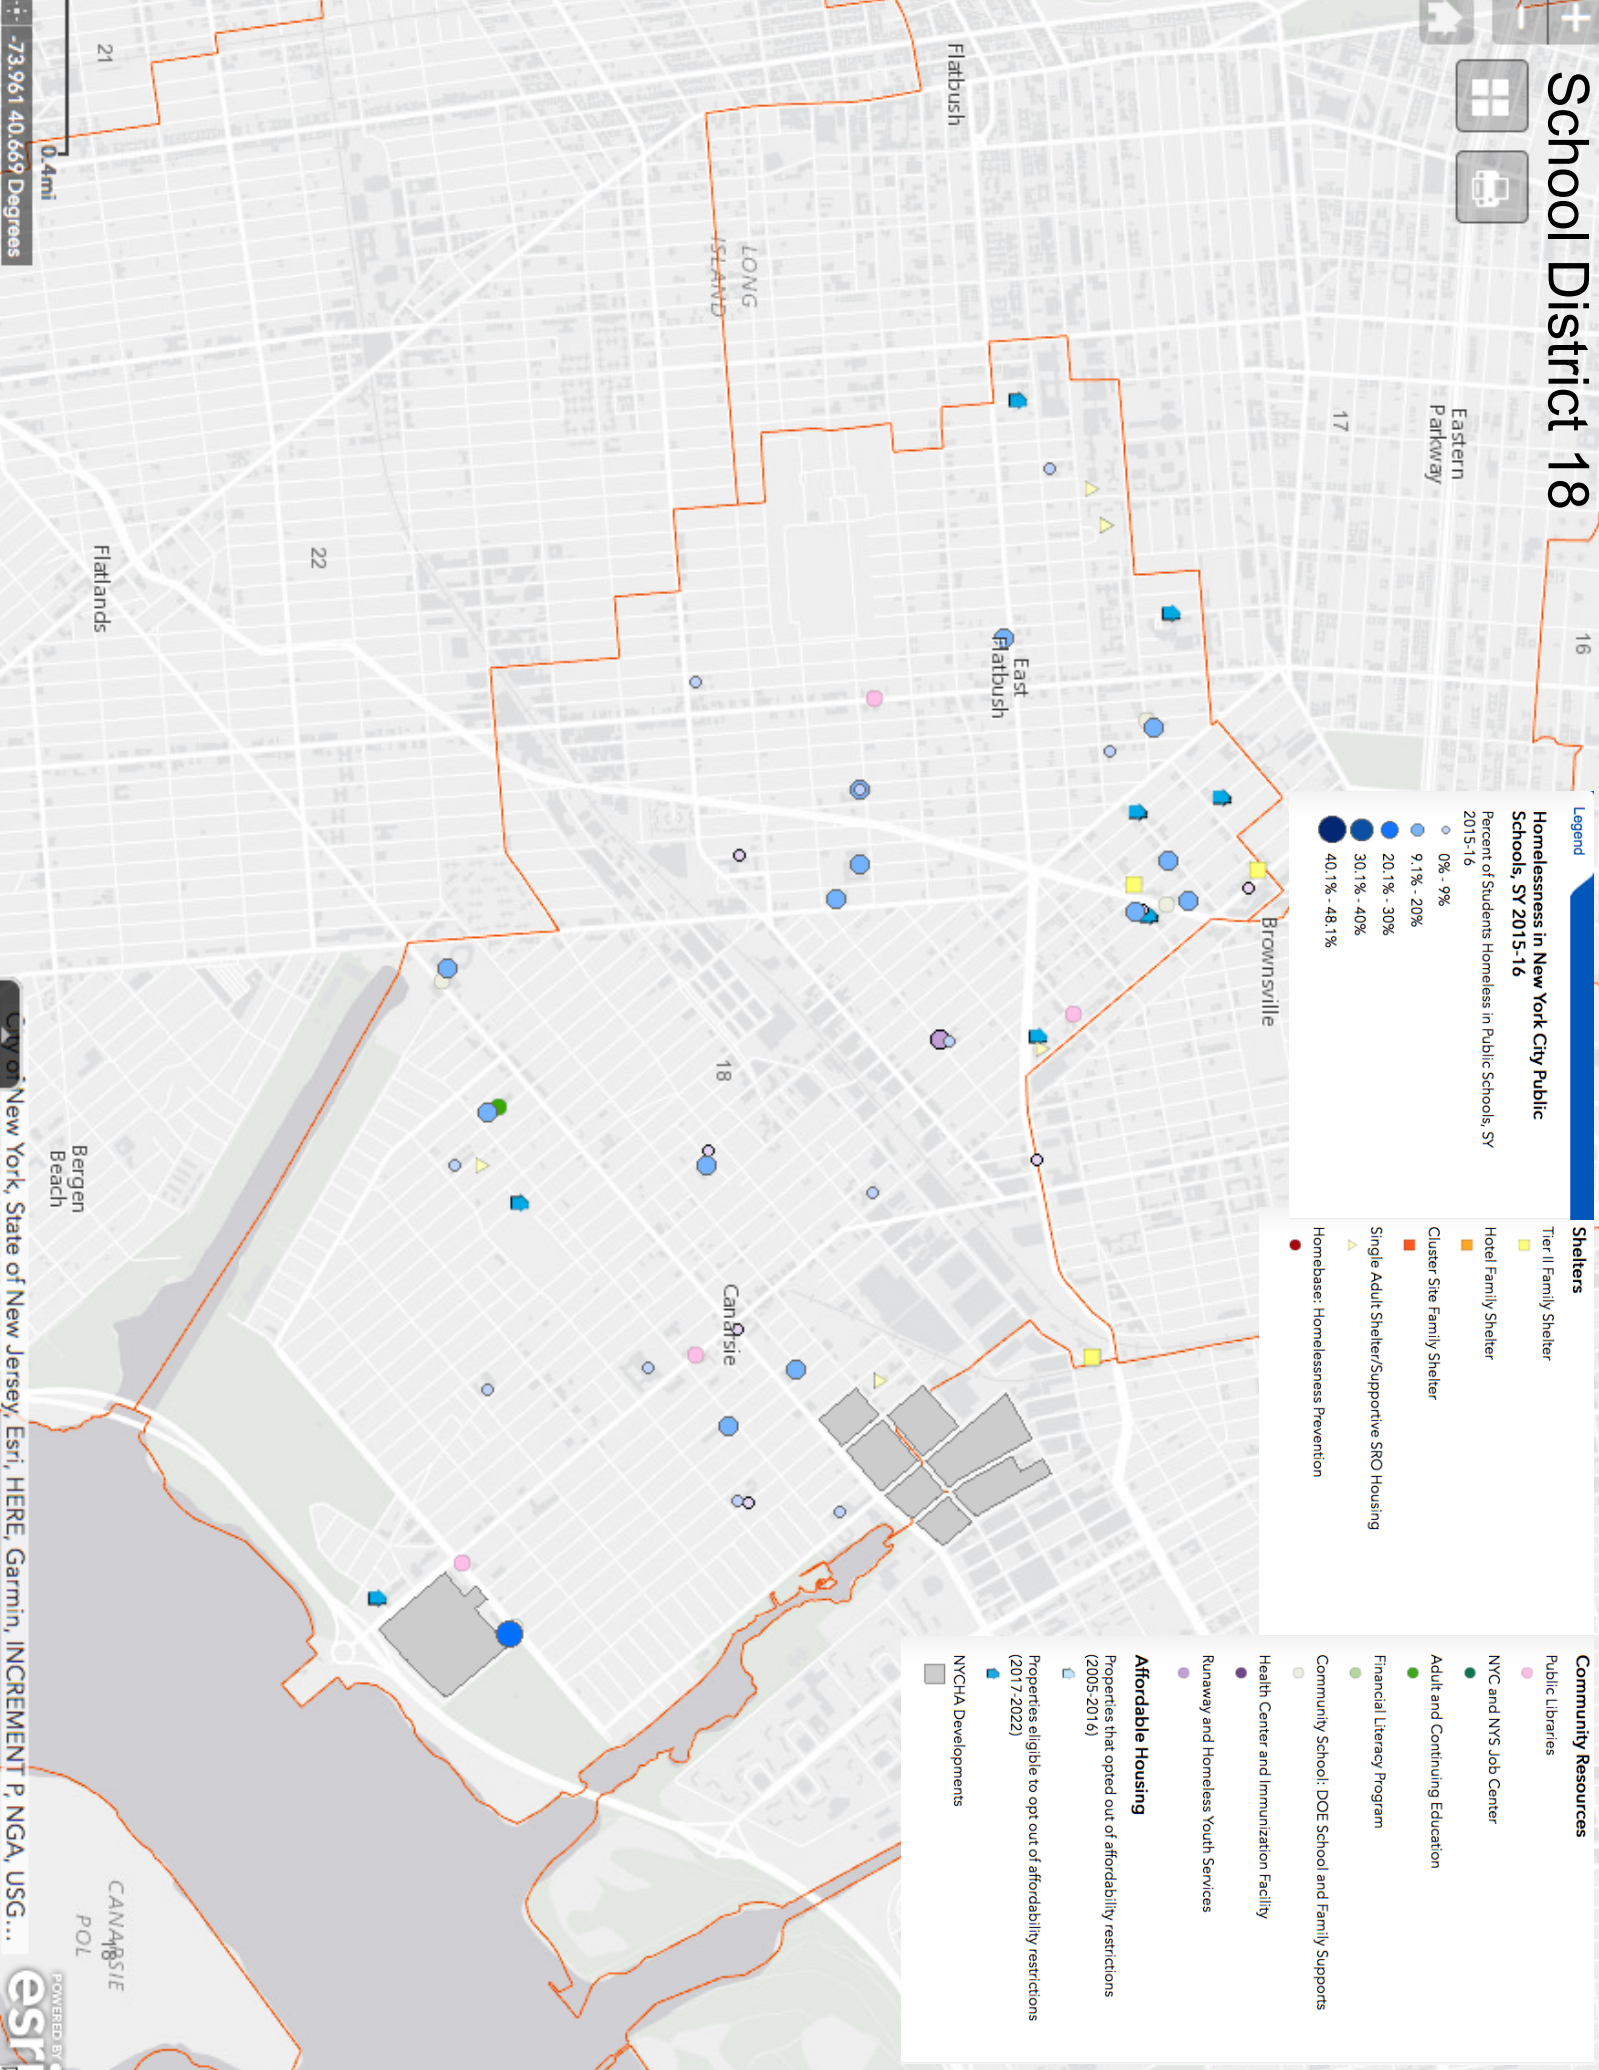 School District 18
Legend
Homelessness in New York City Public
Schools, SY 2015-16
Percent of Students Homeless in Public Schools, SY
2015-16
0% - 9%
9.1% - 20%
20.1% - 30%
30.1% - 40%
40.1% - 48.1%
Shelters
Tier II Family Shelter
Hotel Family Shelter
Cluster Site Family Shelter
Single Adult Shelter/Supportive SRO Housing
Homebase: Homelessness Prevention
Community Resources
Public Libraries
NYC and NYS Job Center
Adult and Continuing Education
Financial Literacy Program
Community School: DOE School and Family Supports
Health Center and Immunization Facility
Runaway and Homeless Youth Services
Affordable Housing
Properties that opted out of affordability restrictions
(2005-2016)
Properties eligible to opt out of affordability restrictions
(2017-2022)
NYCHA Developments
16
Eastern
Parkway
17
Brownsville
Flatbush
East
Flatbush
LONG
ISLAND
18
Canarsie
22
21
Flatlands
Bergen
Beach
CANARSIE
POL
18
0.4mi
-73.961 40.669 Degrees
City of New York, State of New Jersey, Esri, HERE, Garmin, INCREMENT P, NGA, USG...
POWERED BY
esri